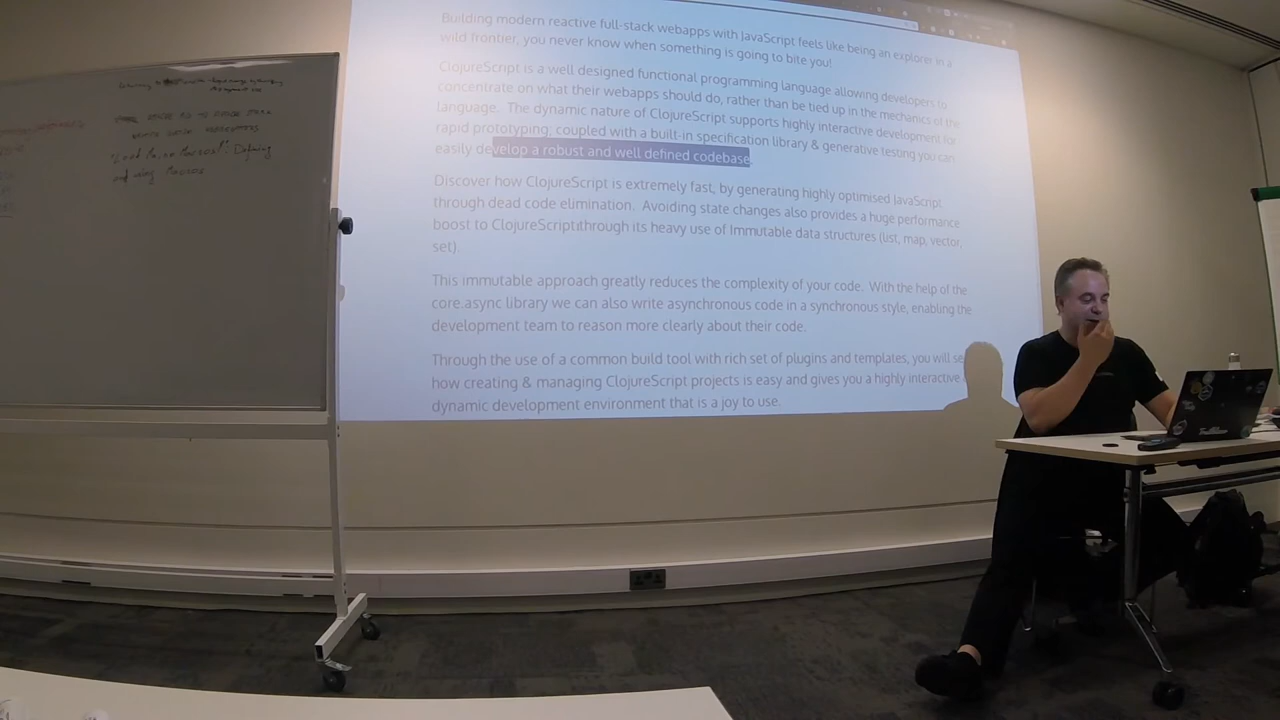 "Look Ma, no Macros!": Defining
and using Macros
Building modern reactive full-stack webapps with JavaScript feels like being an explorer in a
wild frontier, you never know when something is going to bite you!
ClojureScript is a well designed functional programming language allowing developers to
concentrate on what their webapps should do, rather than be tied up in the mechanics of the
language. The dynamic nature of ClojureScript supports highly interactive development for
rapid prototyping; coupled with a built-in specification library & generative testing you can
easily develop a robust and well defined codebase.
Discover how ClojureScript is extremely fast, by generating highly optimised JavaScript
through dead code elimination. Avoiding state changes also provides a huge performance
boost to ClojureScript through its heavy use of Immutable data structures (list, map, vector,
set).
This immutable approach greatly reduces the complexity of your code. With the help of the
core.async library we can also write asynchronous code in a synchronous style, enabling the
development team to reason more clearly about their code.
Through the use of a common build tool with rich set of plugins and templates, you will se
how creating & managing ClojureScript projects is easy and gives you a highly interactive
dynamic development environment that is a joy to use.